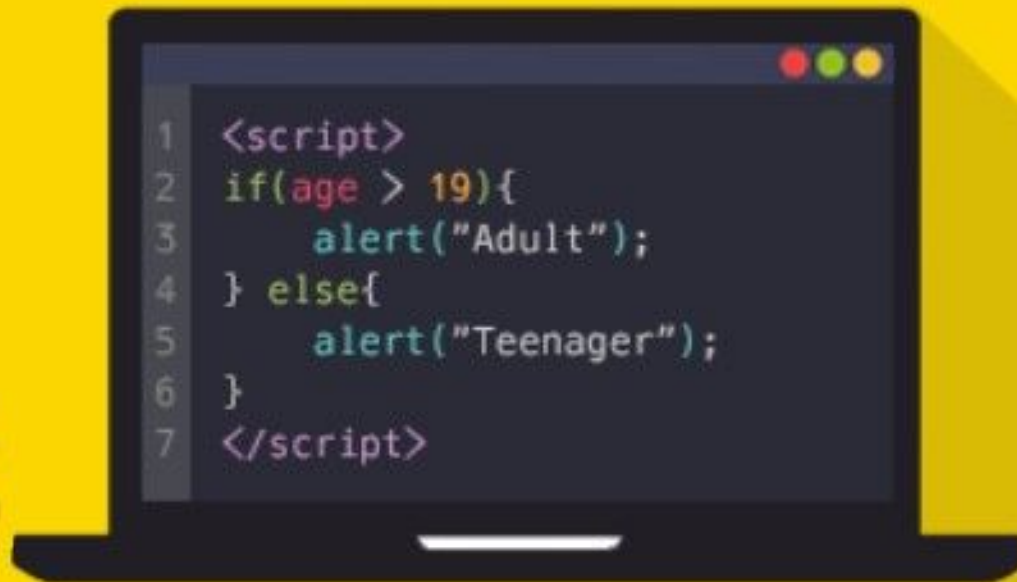 1 <script>
2 if(age > 19){
3 alert("Adult");
4 } else{
5 alert("Teenager");
6 }
7 </script>